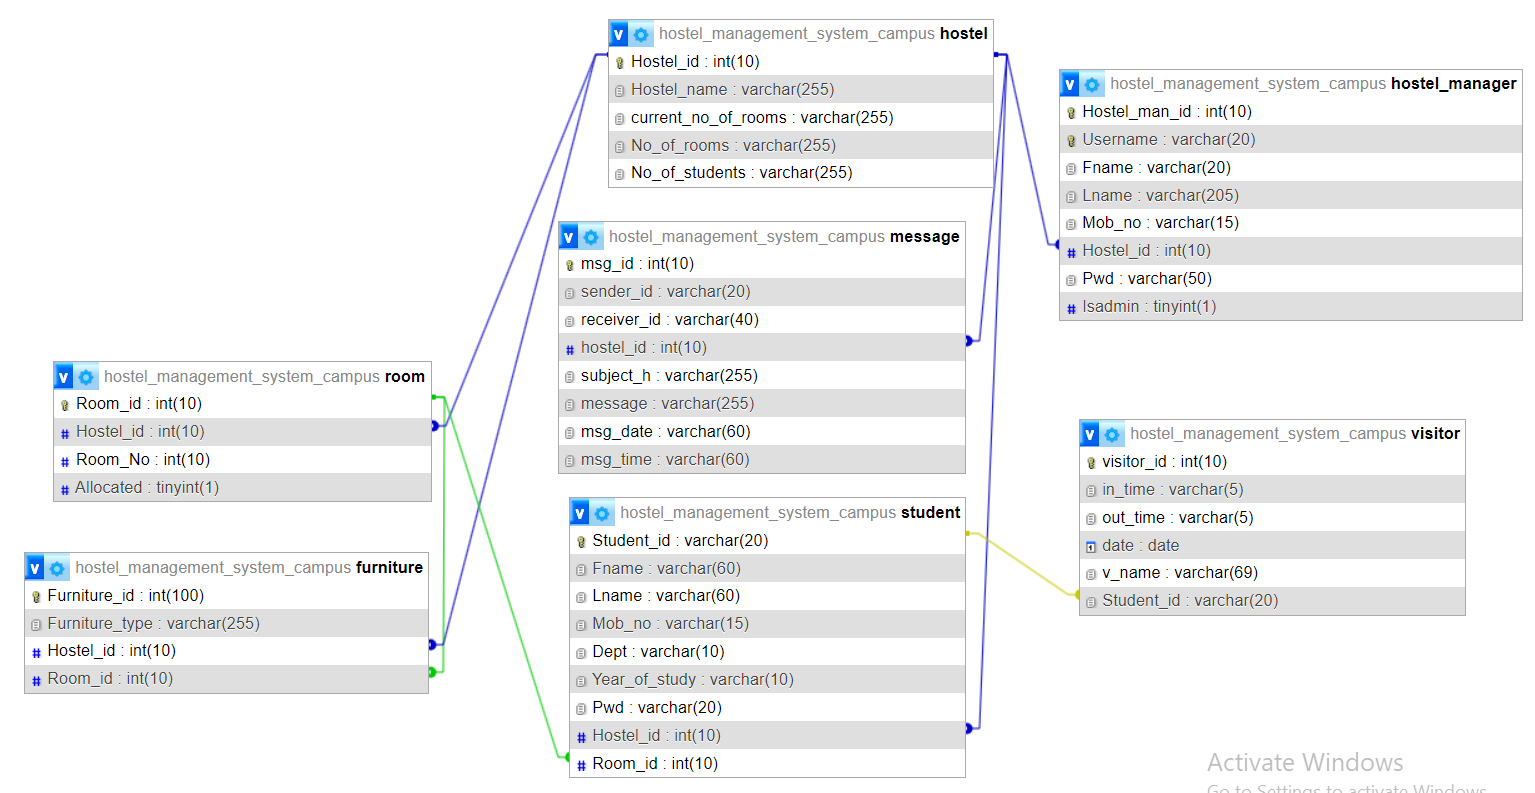 hostel_management_system_campus hostel
Hostel_id : int(10)
Hostel_name : varchar(255)
current_no_of_rooms : varchar(255)
No_of_rooms : varchar(255)
No_of_students : varchar(255)
hostel_management_system_campus hostel_manager
Hostel_man_id : int(10)
Username : varchar(20)
Fname : varchar(20)
Lname : varchar(205)
Mob_no : varchar(15)
Hostel_id : int(10)
Pwd : varchar(50)
Isadmin : tinyint(1)
hostel_management_system_campus message
msg_id : int(10)
sender_id : varchar(20)
receiver_id : varchar(40)
hostel_id : int(10)
subject_h : varchar(255)
message : varchar(255)
msg_date : varchar(60)
msg_time : varchar(60)
hostel_management_system_campus room
Room_id : int(10)
Hostel_id : int(10)
Room_No : int(10)
Allocated : tinyint(1)
hostel_management_system_campus visitor
visitor_id : int(10)
in_time : varchar(5)
out_time : varchar(5)
date : date
v_name : varchar(69)
Student_id : varchar(20)
hostel_management_system_campus student
Student_id : varchar(20)
Fname : varchar(60)
Lname : varchar(60)
Mob_no : varchar(15)
Dept : varchar(10)
Year_of_study : varchar(10)
Pwd : varchar(20)
Hostel_id : int(10)
Room_id : int(10)
hostel_management_system_campus furniture
Furniture_id : int(100)
Furniture_type : varchar(255)
Hostel_id : int(10)
Room_id : int(10)
Activate Windows
Go to Settings to activate Windows